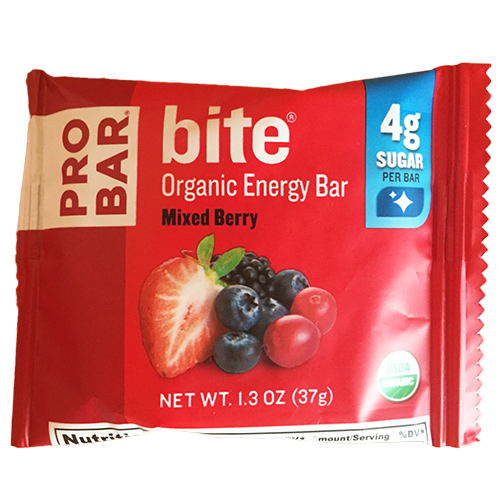 PRO
BAR®
bite®
Organic Energy Bar
Mixed Berry
4g
SUGAR
PER BAR
USDA
ORGANIC
NET WT. 1.3 OZ (37g)
Amount/Serving %DV*